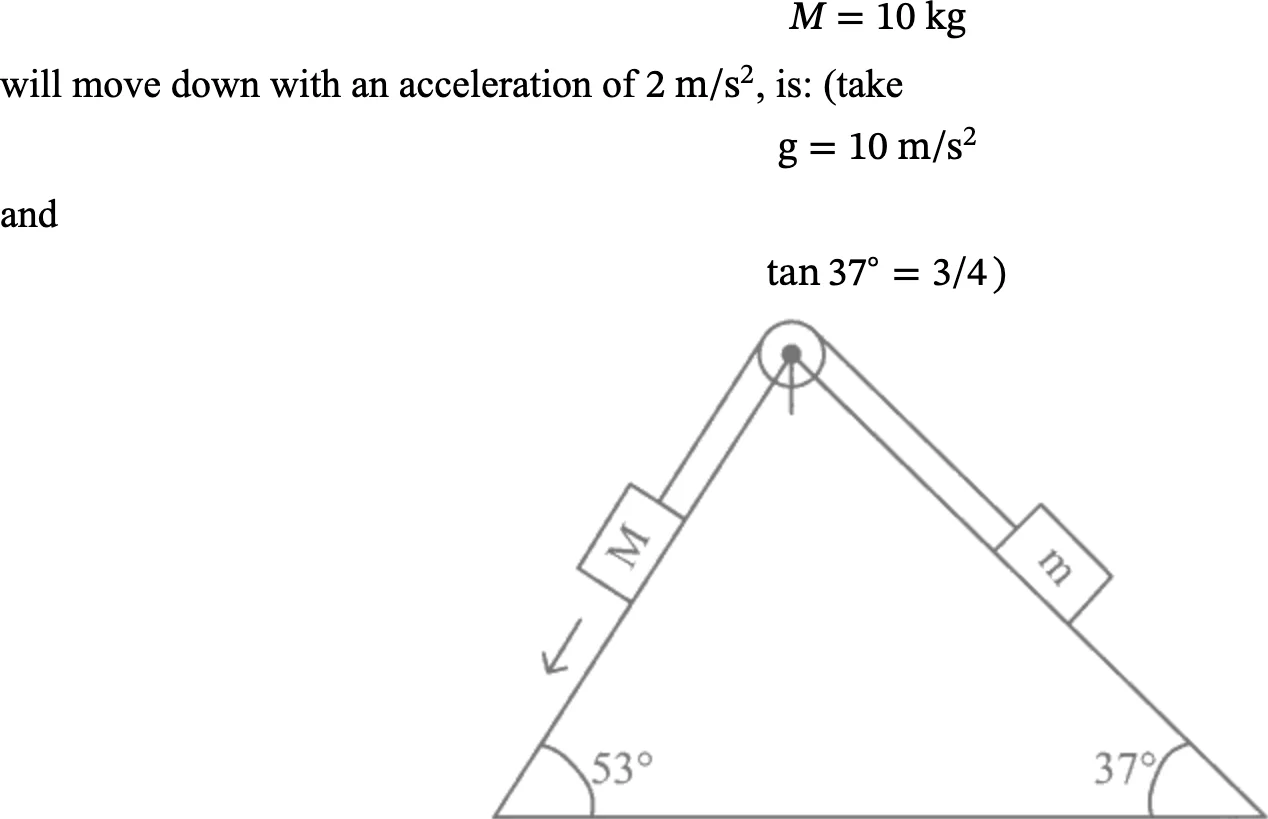 M = 10 kg
will move down with an acceleration of 2 m/s², is: (take
g = 10 m/s²
and
tan 37° = 3/4 )
M
m
53°
37°